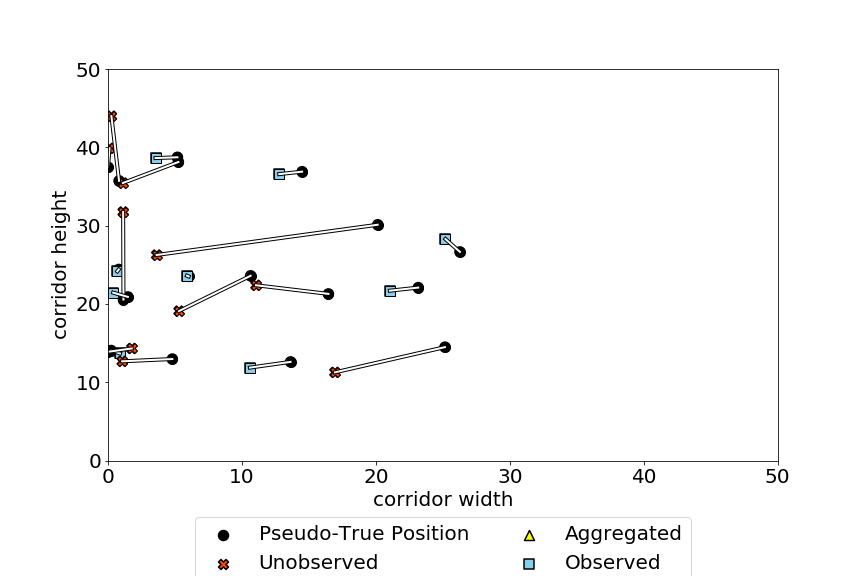 50
40
30
20
10
0
corridor height
0 10 20 30 40 50
corridor width
Pseudo-True Position Aggregated
Unobserved Observed